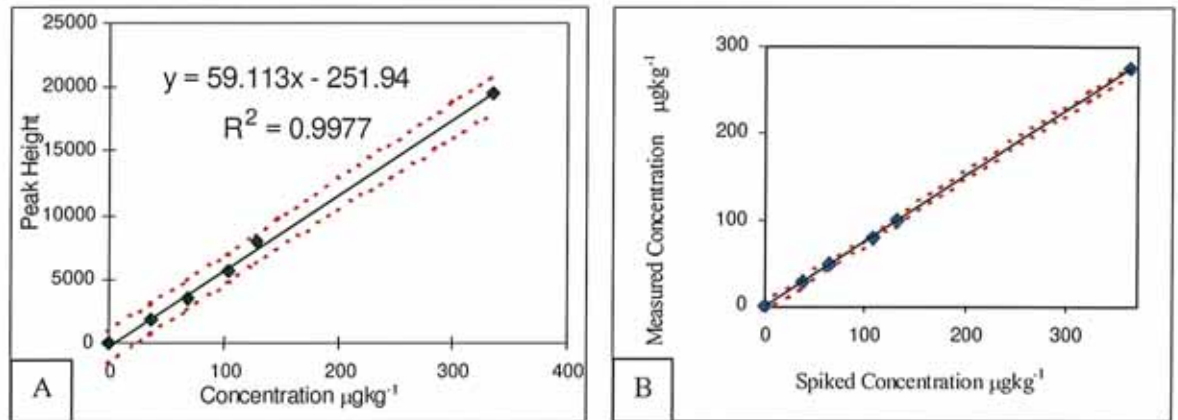 25000
20000
15000
10000
5000
0
Peak Height
y = 59.113x - 251.94
R² = 0.9977
0 100 200 300 400
Concentration µgkg⁻¹
A
300
200
100
0
Measured Concentration µgkg⁻¹
0 100 200 300
Spiked Concentration µgkg⁻¹
B